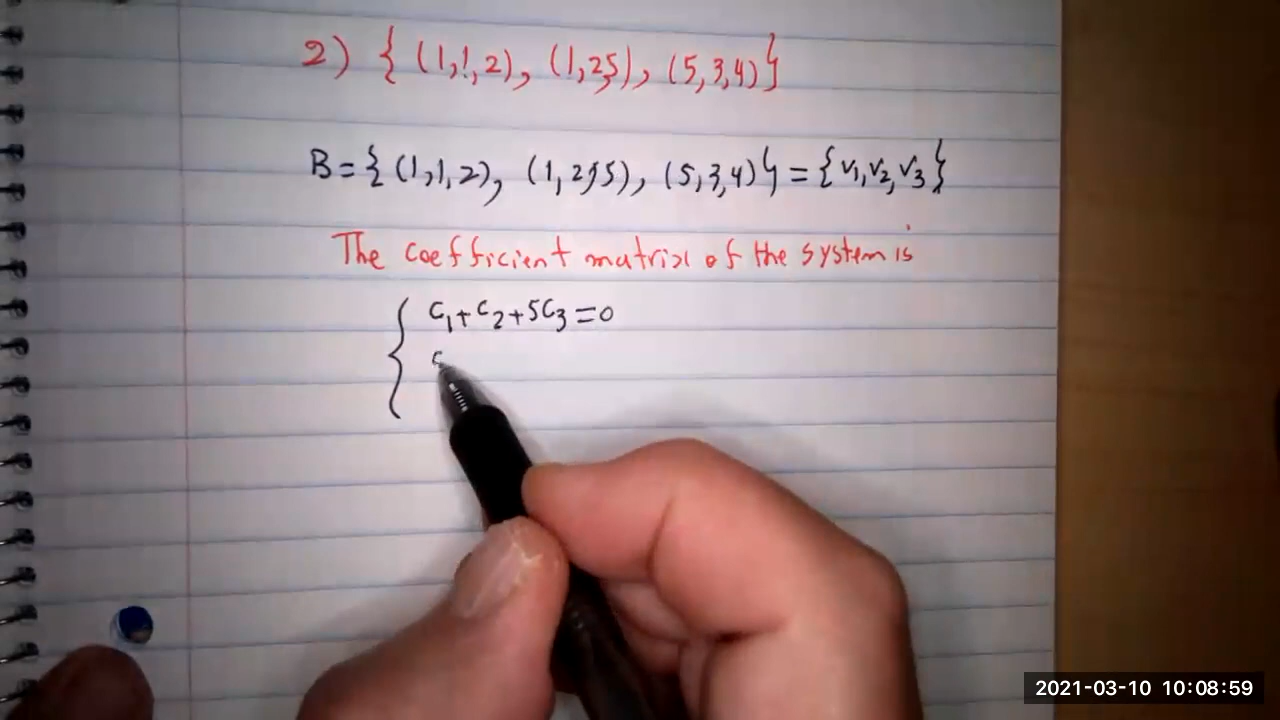 2) { (1,1,2), (1,2,5), (5,3,4)}
B = { (1,1,2), (1,2,5), (5,3,4)} = {v₁,v₂,v₃}
The coefficient matrix of the system is
{ c₁+c₂+5c₃=0
c
2021-03-10 10:08:59